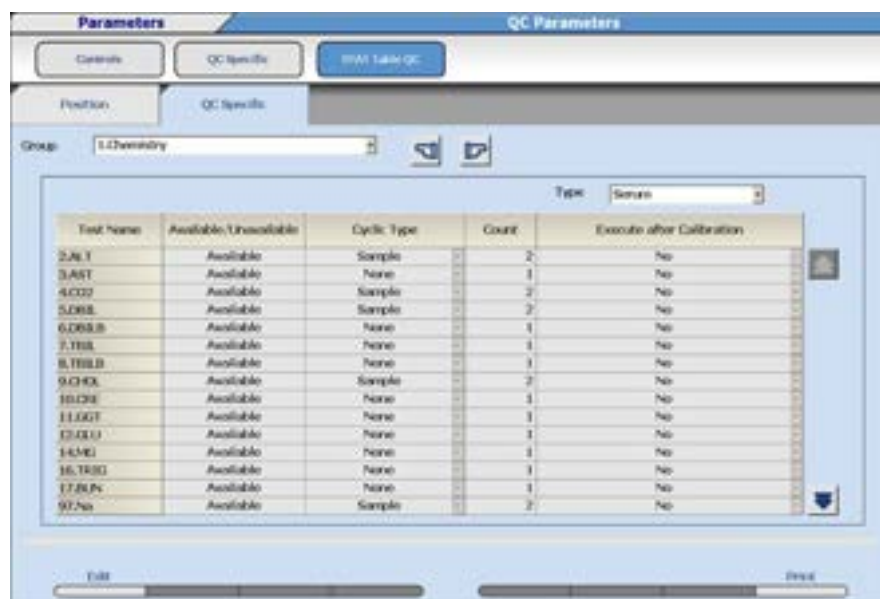 Parameters QC Parameters
Controls QC Specific STAT Table QC
Position QC Specific
Group 1.Chemistry
Type Serum
Test Name Available/Unavailable Cyclic Type Count Execute after Calibration
2.ALT Available Sample 2 No
3.AST Available None 1 No
4.CO2 Available Sample 2 No
5.DBIL Available Sample 2 No
6.DBILB Available None 1 No
7.TBIL Available None 1 No
8.TBILB Available None 1 No
9.CHOL Available Sample 2 No
10.CRE Available None 1 No
11.GGT Available None 1 No
12.GLU Available None 1 No
14.MG Available None 1 No
16.TRIG Available None 1 No
17.BUN Available None 1 No
97.Na Available Sample 2 No
Edit Print